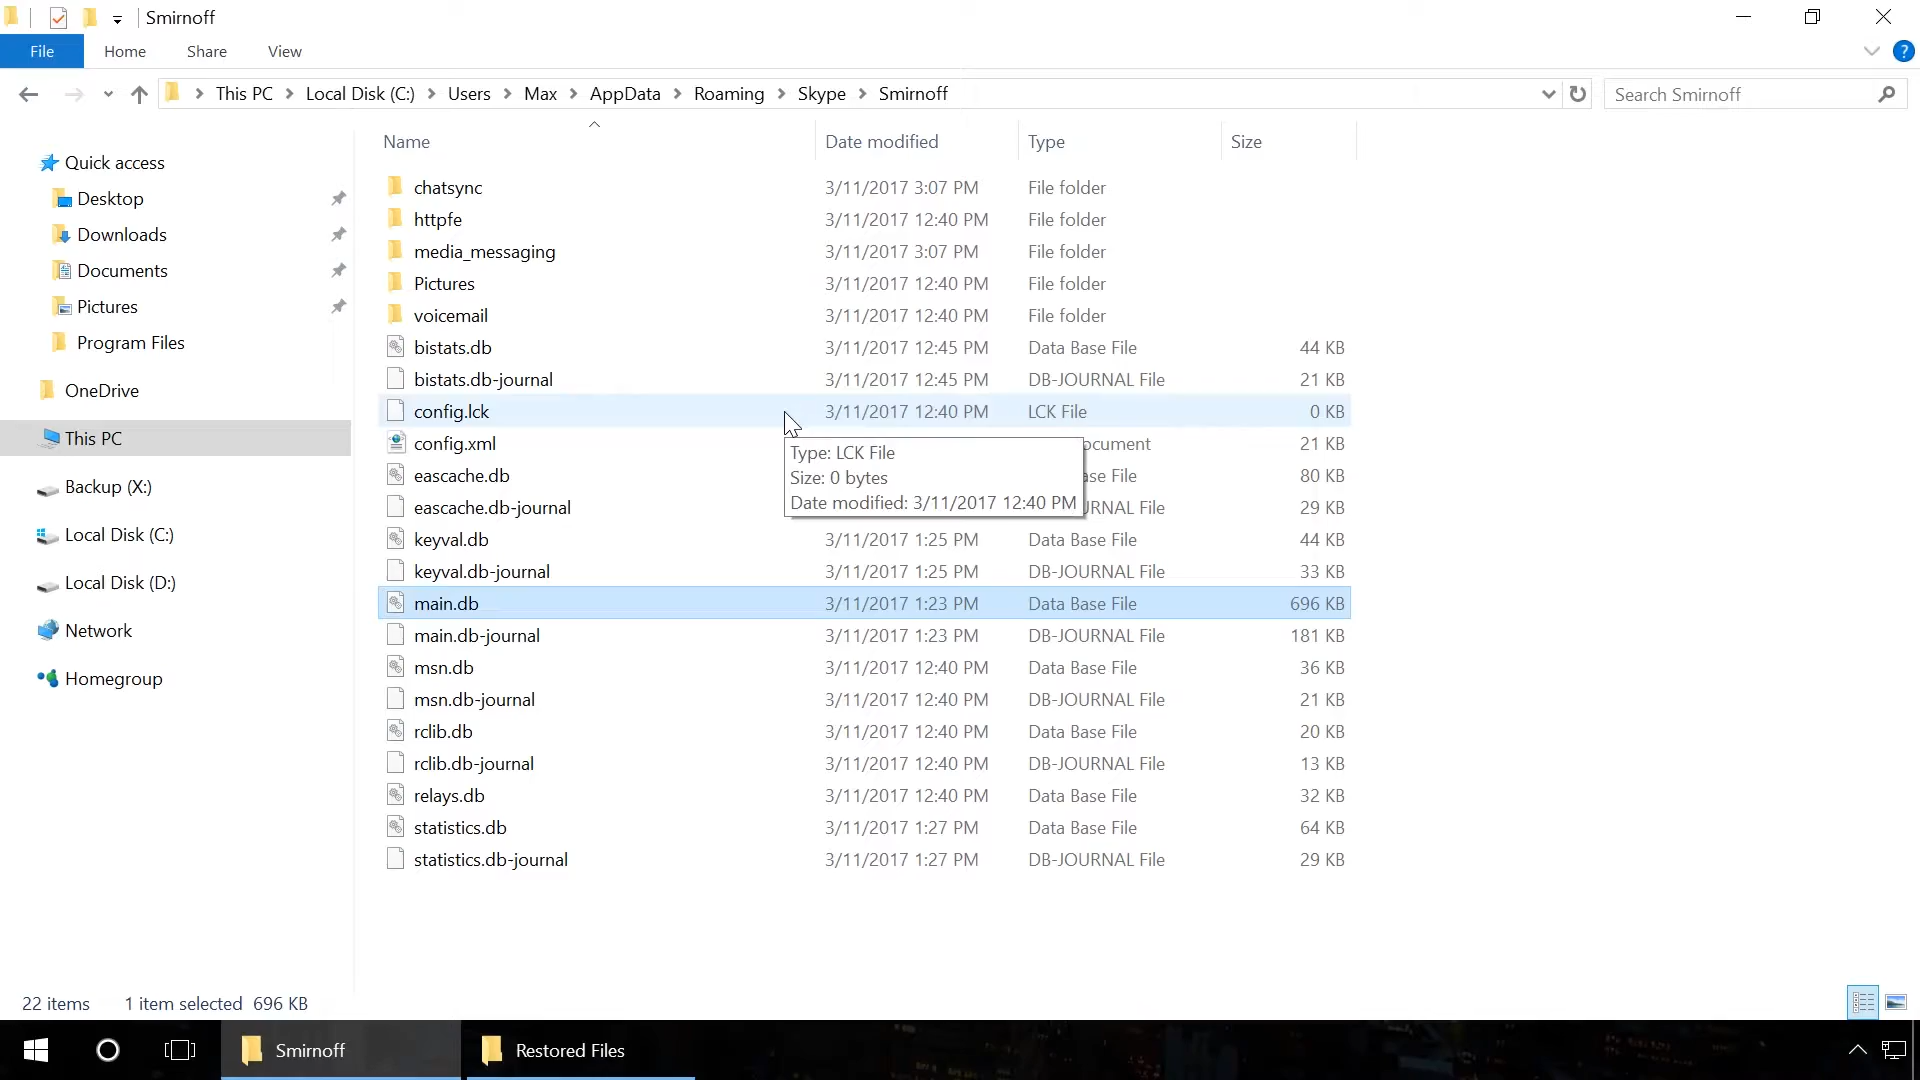 Smirnoff
File Home Share View
This PC Local Disk (C:) Users Max AppData Roaming Skype Smirnoff
Search Smirnoff
Quick access
Desktop
Downloads
Documents
Pictures
Program Files
OneDrive
This PC
Backup (X:)
Local Disk (C:)
Local Disk (D:)
Network
Homegroup
Name Date modified Type Size
chatsync 3/11/2017 3:07 PM File folder
httpfe 3/11/2017 12:40 PM File folder
media_messaging 3/11/2017 3:07 PM File folder
Pictures 3/11/2017 12:40 PM File folder
voicemail 3/11/2017 12:40 PM File folder
bistats.db 3/11/2017 12:45 PM Data Base File 44 KB
bistats.db-journal 3/11/2017 12:45 PM DB-JOURNAL File 21 KB
config.lck 3/11/2017 12:40 PM LCK File 0 KB
config.xml ocument 21 KB
eascache.db ase File 80 KB
eascache.db-journal URNAL File 29 KB
Type: LCK File
Size: 0 bytes
Date modified: 3/11/2017 12:40 PM
keyval.db 3/11/2017 1:25 PM Data Base File 44 KB
keyval.db-journal 3/11/2017 1:25 PM DB-JOURNAL File 33 KB
main.db 3/11/2017 1:23 PM Data Base File 696 KB
main.db-journal 3/11/2017 1:23 PM DB-JOURNAL File 181 KB
msn.db 3/11/2017 12:40 PM Data Base File 36 KB
msn.db-journal 3/11/2017 12:40 PM DB-JOURNAL File 21 KB
rclib.db 3/11/2017 12:40 PM Data Base File 20 KB
rclib.db-journal 3/11/2017 12:40 PM DB-JOURNAL File 13 KB
relays.db 3/11/2017 12:40 PM Data Base File 32 KB
statistics.db 3/11/2017 1:27 PM Data Base File 64 KB
statistics.db-journal 3/11/2017 1:27 PM DB-JOURNAL File 29 KB
22 items 1 item selected 696 KB
Smirnoff Restored Files